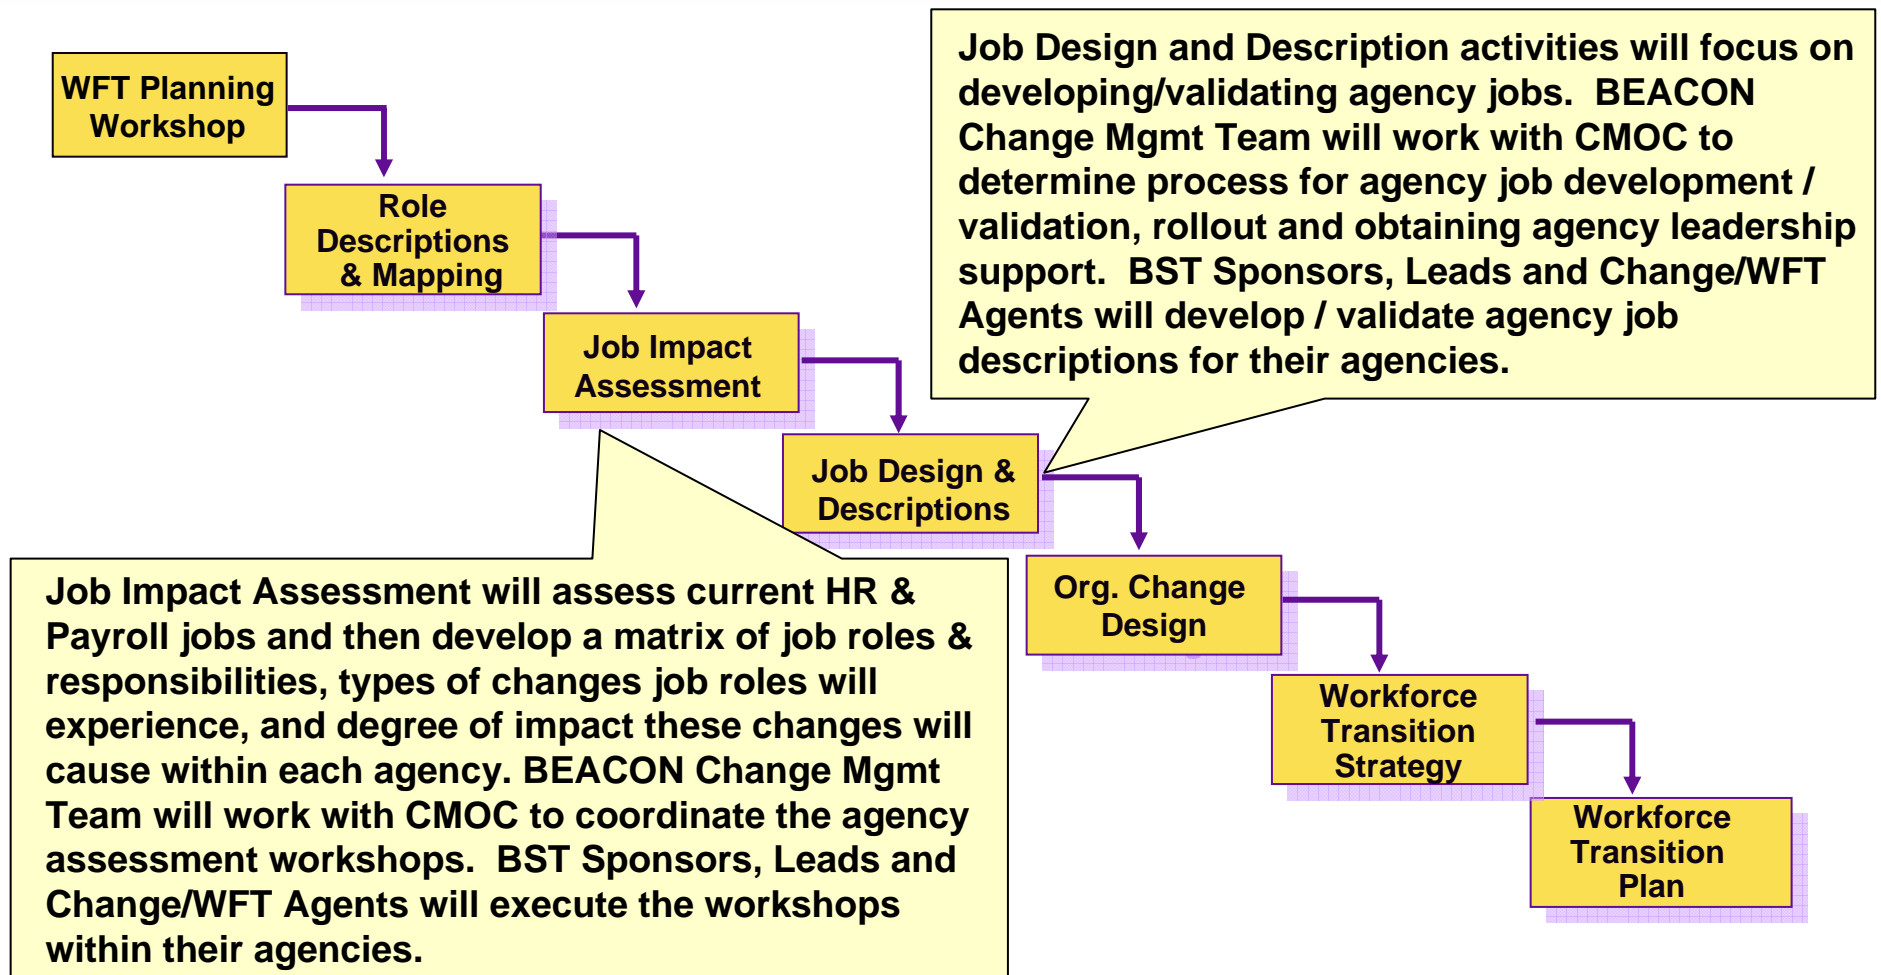 WFT Planning
Workshop
Role
Descriptions
& Mapping
Job Impact
Assessment
Job Design &
Descriptions
Org. Change
Design
Workforce
Transition
Strategy
Workforce
Transition
Plan
Job Design and Description activities will focus on
developing/validating agency jobs.  BEACON
Change Mgmt Team will work with CMOC to
determine process for agency job development /
validation, rollout and obtaining agency leadership
support.  BST Sponsors, Leads and Change/WFT
Agents will develop / validate agency job
descriptions for their agencies.
Job Impact Assessment will assess current HR &
Payroll jobs and then develop a matrix of job roles &
responsibilities, types of changes job roles will
experience, and degree of impact these changes will
cause within each agency. BEACON Change Mgmt
Team will work with CMOC to coordinate the agency
assessment workshops.  BST Sponsors, Leads and
Change/WFT Agents will execute the workshops
within their agencies.